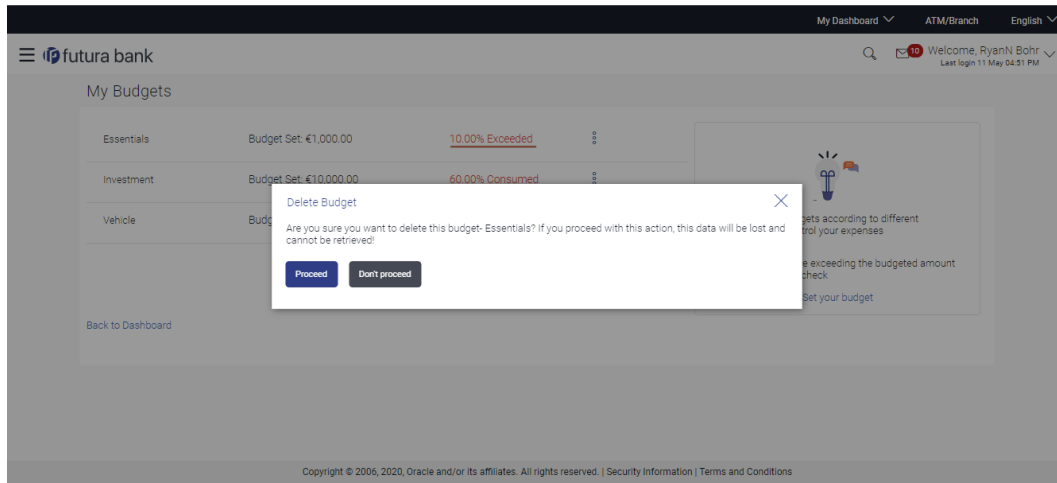 My Dashboard
ATM/Branch
English
futura bank
10
Welcome, RyanN Bohr
Last login 11 May 04:51 PM
My Budgets
Essentials
Budget Set: €1,000.00
10.00% Exceeded
Investment
Budget Set: €10,000.00
60.00% Consumed
Vehicle
Delete Budget
Are you sure you want to delete this budget- Essentials? If you proceed with this action, this data will be lost and
cannot be retrieved!
Proceed
Don't proceed
according to different
your expenses
exceeding the budgeted amount
check
Set your budget
Back to Dashboard
Copyright © 2006, 2020, Oracle and/or its affiliates. All rights reserved. | Security Information | Terms and Conditions